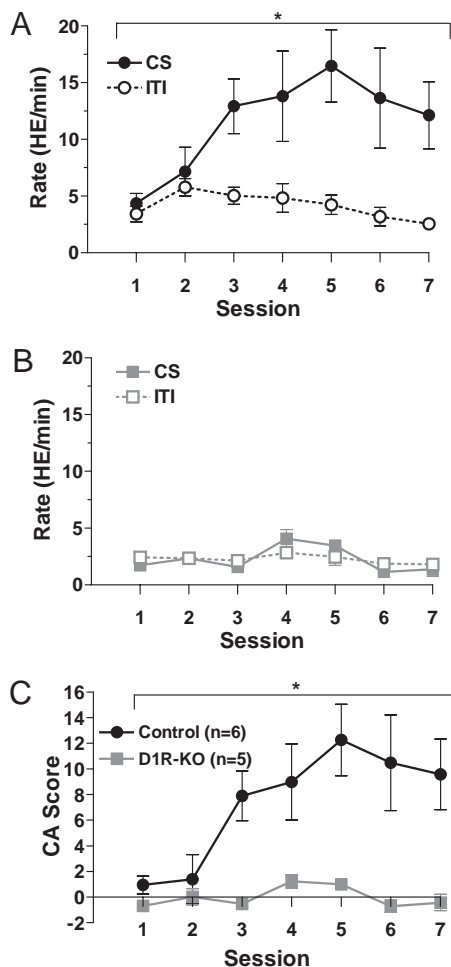 A
*
20
CS
ITI
15
10
5
0
Rate (HE/min)
1 2 3 4 5 6 7
Session
B
20
CS
ITI
15
10
5
0
Rate (HE/min)
1 2 3 4 5 6 7
Session
C
*
16
14
Control (n=6)
12
D1R-KO (n=5)
10
8
6
4
2
0
-2
CA Score
1 2 3 4 5 6 7
Session